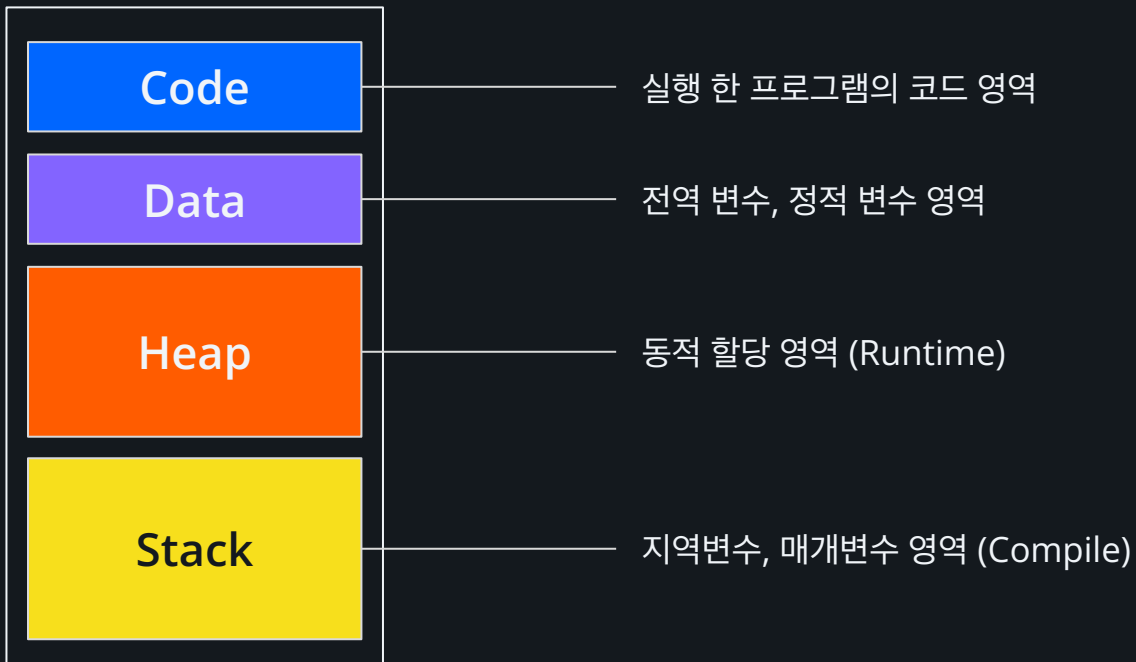 Code
실행 한 프로그램의 코드 영역
Data
전역 변수, 정적 변수 영역
Heap
동적 할당 영역 (Runtime)
Stack
지역변수, 매개변수 영역 (Compile)